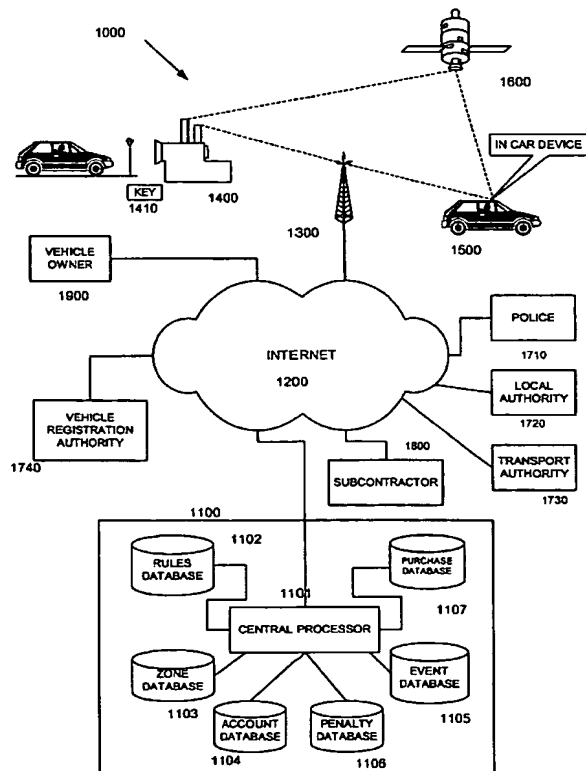 1000
1600
IN CAR DEVICE
KEY
1410
1400
1300
1500
VEHICLE
OWNER
1900
POLICE
1710
INTERNET
1200
LOCAL
AUTHORITY
1720
VEHICLE
REGISTRATION
AUTHORITY
1740
1800
SUBCONTRACTOR
TRANSPORT
AUTHORITY
1730
1100
1102
RULES
DATABASE
PURCHASE
DATABASE
1101
1107
CENTRAL PROCESSOR
ZONE
DATABASE
1103
EVENT
DATABASE
1105
ACCOUNT
DATABASE
1104
PENALTY
DATABASE
1106